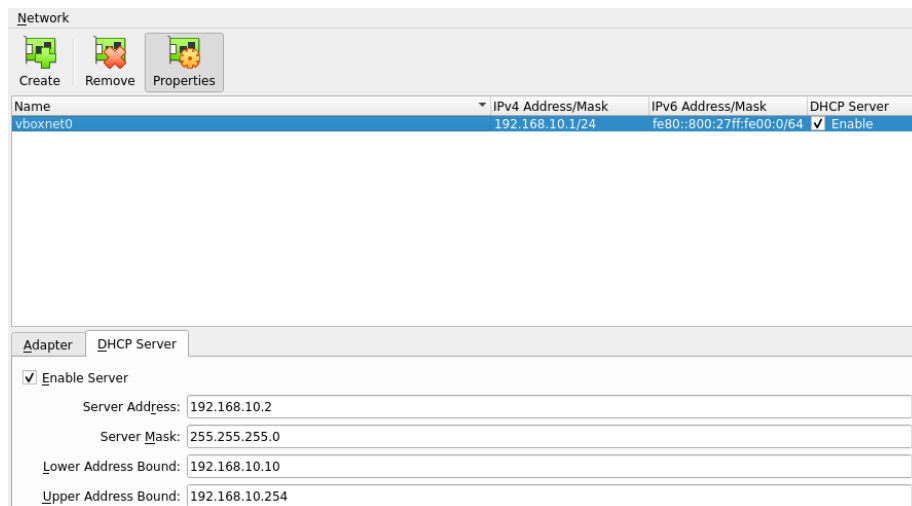 Network
Create Remove Properties
Name IPv4 Address/Mask IPv6 Address/Mask DHCP Server
vboxnet0 192.168.10.1/24 fe80::800:27ff:fe00:0/64 Enable
Adapter DHCP Server
Enable Server
Server Address: 192.168.10.2
Server Mask: 255.255.255.0
Lower Address Bound: 192.168.10.10
Upper Address Bound: 192.168.10.254